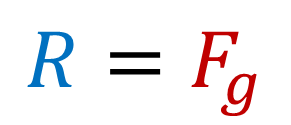 R = F_g